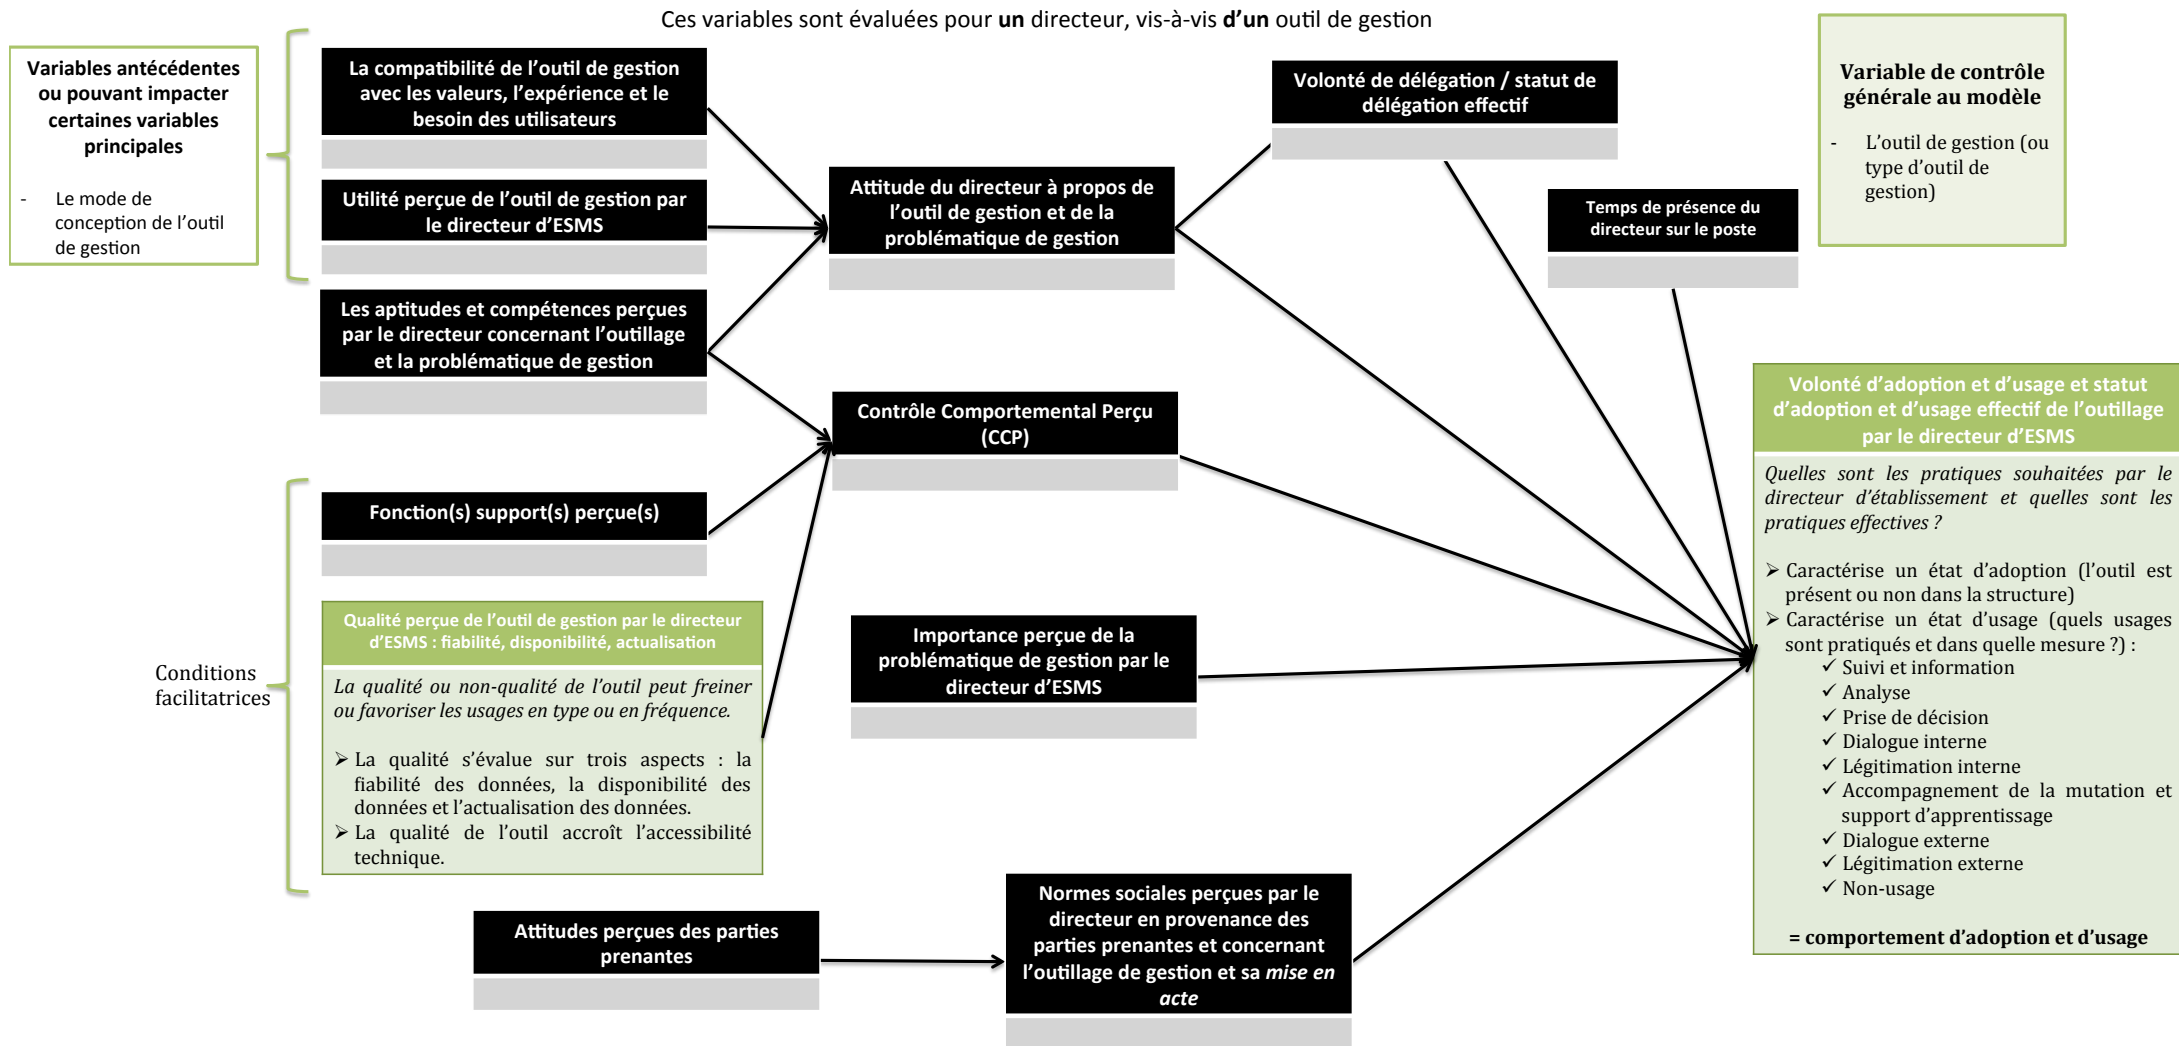 Ces variables sont évaluées pour un directeur, vis-à-vis d'un outil de gestion
Variables antécédentes
ou pouvant impacter
certaines variables
principales
- Le mode de
conception de l'outil
de gestion
La compatibilité de l'outil de gestion
avec les valeurs, l'expérience et le
besoin des utilisateurs
Utilité perçue de l'outil de gestion par
le directeur d'ESMS
Les aptitudes et compétences perçues
par le directeur concernant l'outillage
et la problématique de gestion
Conditions
facilitatrices
Fonction(s) support(s) perçue(s)
Qualité perçue de l'outil de gestion par le directeur
d'ESMS : fiabilité, disponibilité, actualisation
La qualité ou non-qualité de l'outil peut freiner
ou favoriser les usages en type ou en fréquence.
➢ La qualité s'évalue sur trois aspects : la
fiabilité des données, la disponibilité des
données et l'actualisation des données.
➢ La qualité de l'outil accroît l'accessibilité
technique.
Attitudes perçues des parties
prenantes
Attitude du directeur à propos de
l'outil de gestion et de la
problématique de gestion
Contrôle Comportemental Perçu
(CCP)
Importance perçue de la
problématique de gestion par le
directeur d'ESMS
Normes sociales perçues par le
directeur en provenance des
parties prenantes et concernant
l'outillage de gestion et sa mise en
acte
Volonté de délégation / statut de
délégation effectif
Temps de présence du
directeur sur le poste
Variable de contrôle
générale au modèle
- L'outil de gestion (ou
type d'outil de
gestion)
Volonté d'adoption et d'usage et statut
d'adoption et d'usage effectif de l'outillage
par le directeur d'ESMS
Quelles sont les pratiques souhaitées par le
directeur d'établissement et quelles sont les
pratiques effectives ?
➢ Caractérise un état d'adoption (l'outil est
présent ou non dans la structure)
➢ Caractérise un état d'usage (quels usages
sont pratiqués et dans quelle mesure ?) :
✓ Suivi et information
✓ Analyse
✓ Prise de décision
✓ Dialogue interne
✓ Légitimation interne
✓ Accompagnement de la mutation et
support d'apprentissage
✓ Dialogue externe
✓ Légitimation externe
✓ Non-usage
= comportement d'adoption et d'usage